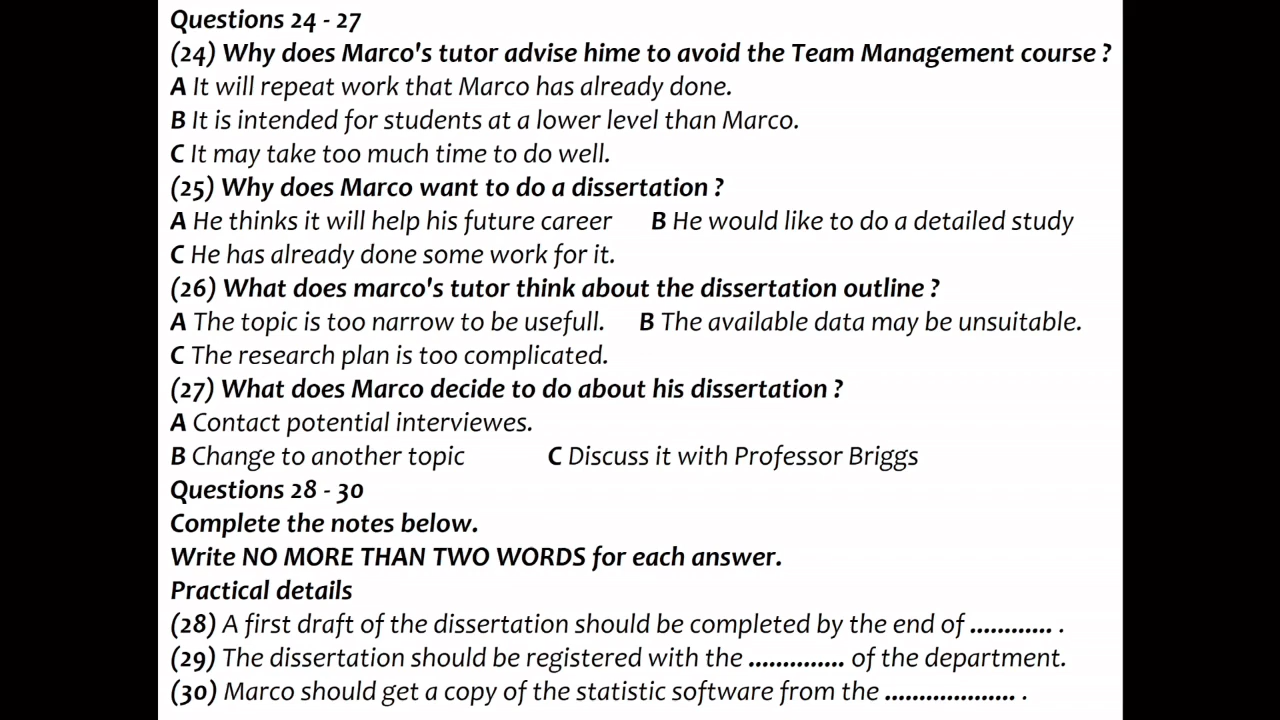 Questions 24 - 27
(24) Why does Marco's tutor advise hime to avoid the Team Management course ?
A It will repeat work that Marco has already done.
B It is intended for students at a lower level than Marco.
C It may take too much time to do well.
(25) Why does Marco want to do a dissertation ?
A He thinks it will help his future career B He would like to do a detailed study
C He has already done some work for it.
(26) What does marco's tutor think about the dissertation outline ?
A The topic is too narrow to be usefull. B The available data may be unsuitable.
C The research plan is too complicated.
(27) What does Marco decide to do about his dissertation ?
A Contact potential interviewes.
B Change to another topic C Discuss it with Professor Briggs
Questions 28 - 30
Complete the notes below.
Write NO MORE THAN TWO WORDS for each answer.
Practical details
(28) A first draft of the dissertation should be completed by the end of ............ .
(29) The dissertation should be registered with the .............. of the department.
(30) Marco should get a copy of the statistic software from the ................... .